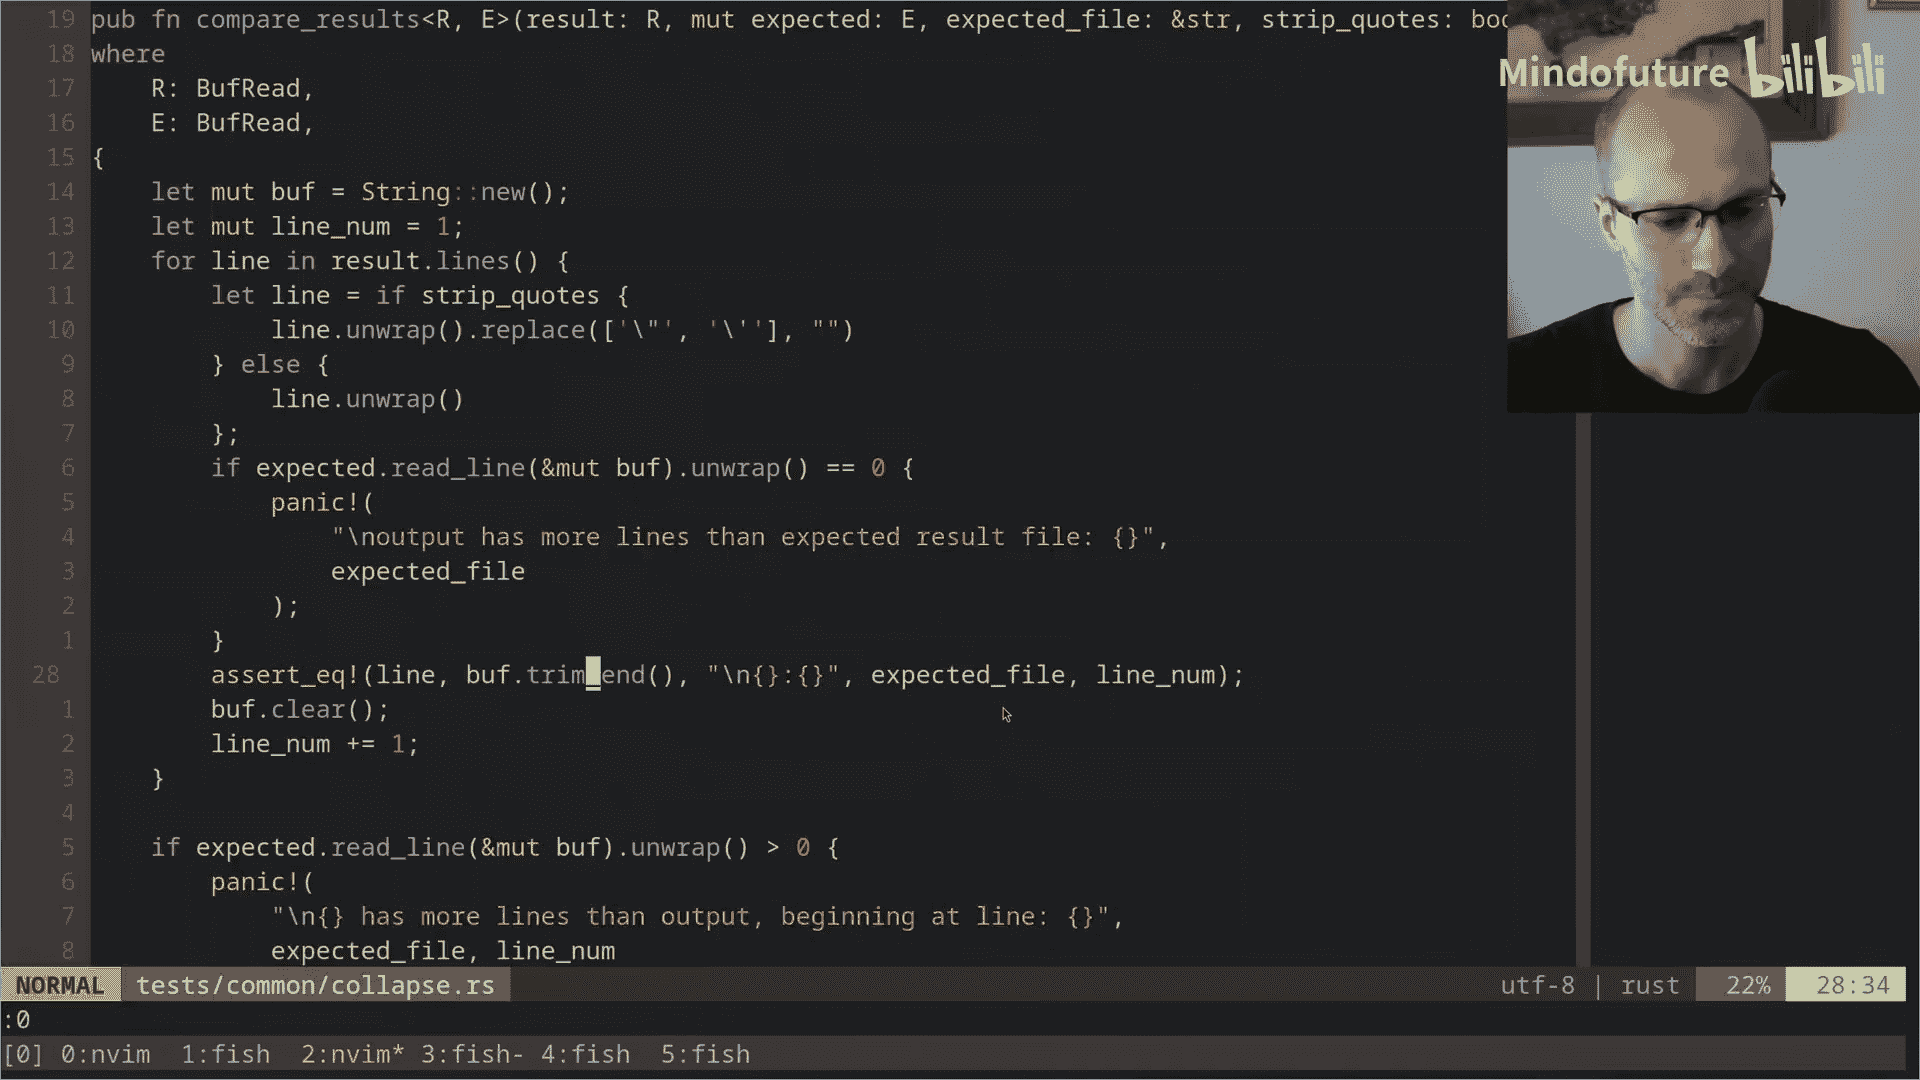 19 pub fn compare_results<R, E>(result: R, mut expected: E, expected_file: &str, strip_quotes: boo
18 where
17     R: BufRead,
16     E: BufRead,
15 {
14     let mut buf = String::new();
13     let mut line_num = 1;
12     for line in result.lines() {
11         let line = if strip_quotes {
10             line.unwrap().replace(['\"', '\''], "")
9         } else {
8             line.unwrap()
7         };
6         if expected.read_line(&mut buf).unwrap() == 0 {
5             panic!(
4                 "\noutput has more lines than expected result file: {}",
3                 expected_file
2             );
1         }
28         assert_eq!(line, buf.trim_end(), "\n{}:{}", expected_file, line_num);
1         buf.clear();
2         line_num += 1;
3     }
4
5     if expected.read_line(&mut buf).unwrap() > 0 {
6         panic!(
7             "\n{} has more lines than output, beginning at line: {}",
8             expected_file, line_num
Mindofuture bilibili
NORMAL tests/common/collapse.rs utf-8 | rust 22% 28:34
:0
[0] 0:nvim 1:fish 2:nvim* 3:fish- 4:fish 5:fish